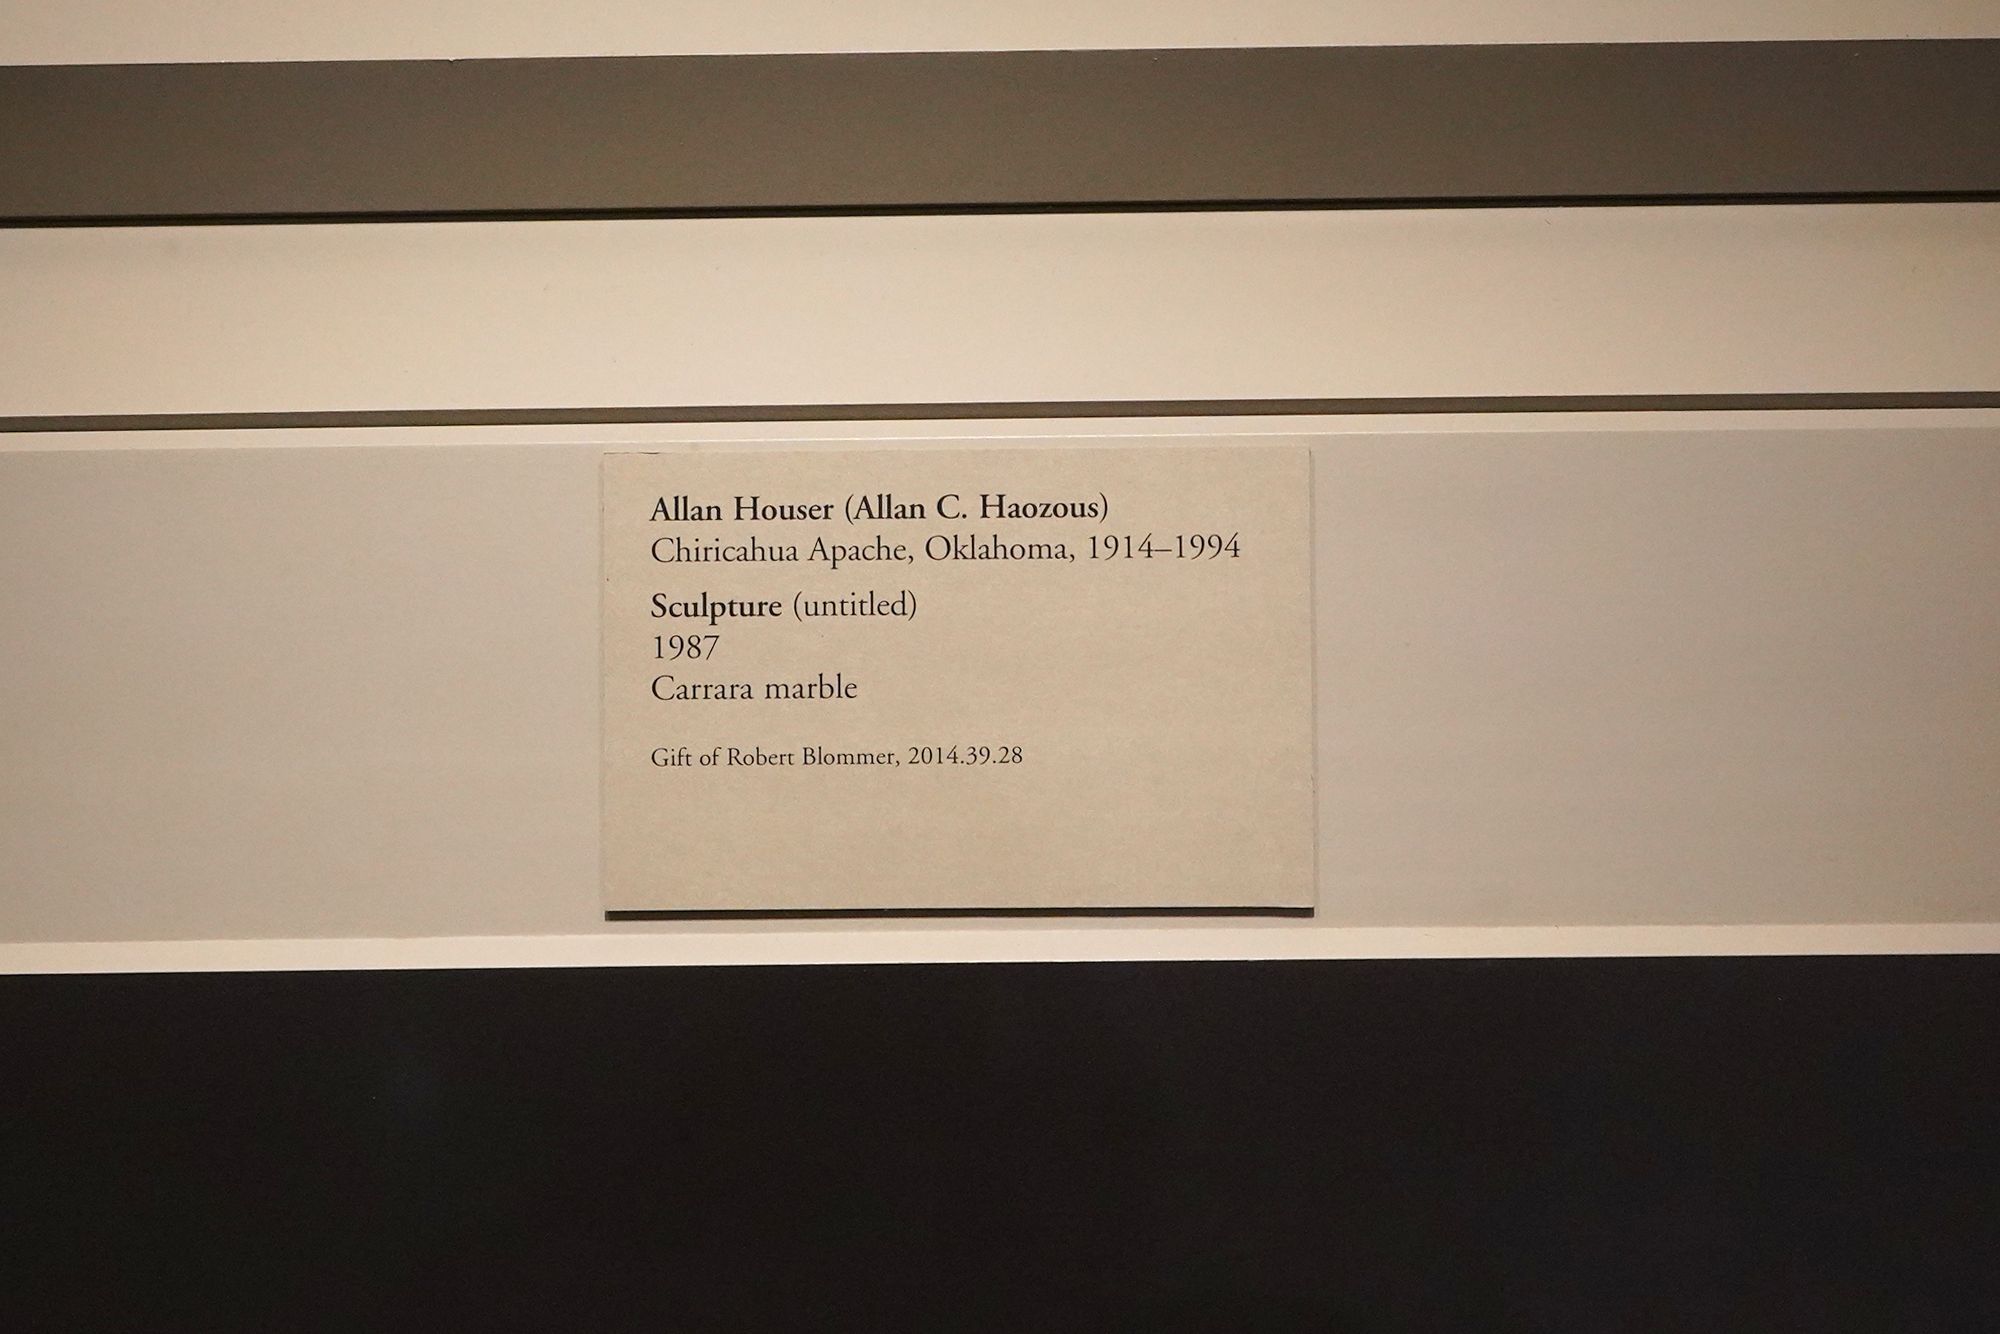 Allan Houser (Allan C. Haozous)
Chiricahua Apache, Oklahoma, 1914–1994
Sculpture (untitled)
1987
Carrara marble
Gift of Robert Blommer, 2014.39.28